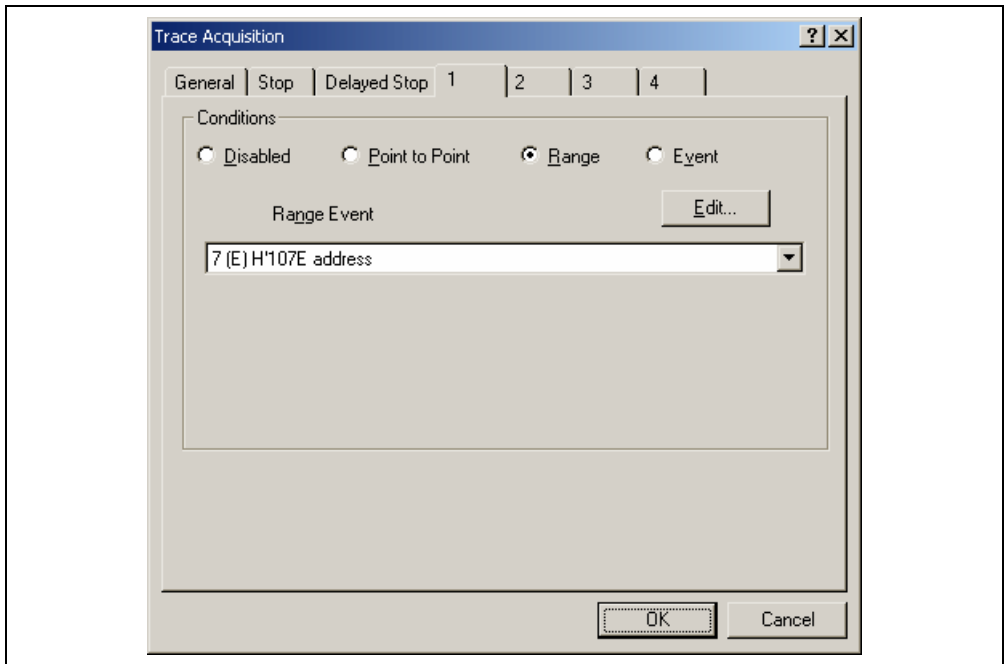 Trace Acquisition
General Stop Delayed Stop 1 2 3 4
Conditions
Disabled Point to Point Range Event
Range Event Edit...
7 (E) H'107E address
OK Cancel